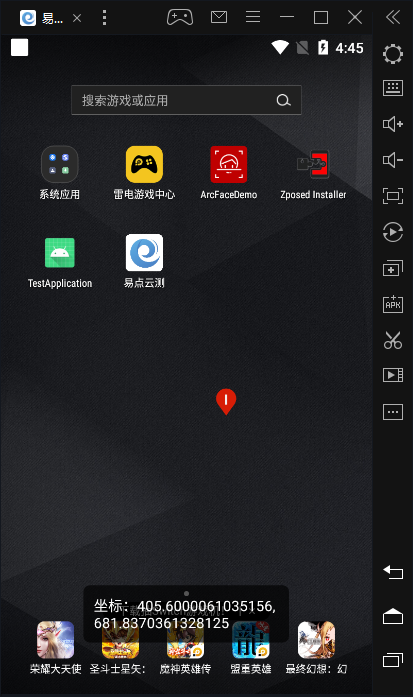 易...
4:45
搜索游戏或应用
系统应用
雷电游戏中心
ArcFaceDemo
Zposed Installer
TestApplication
易点云测
APK
坐标：405.6000061035156,
681.8370361328125
荣耀大天使
圣斗士星矢：
魔神英雄传
盟重英雄
最终幻想：幻